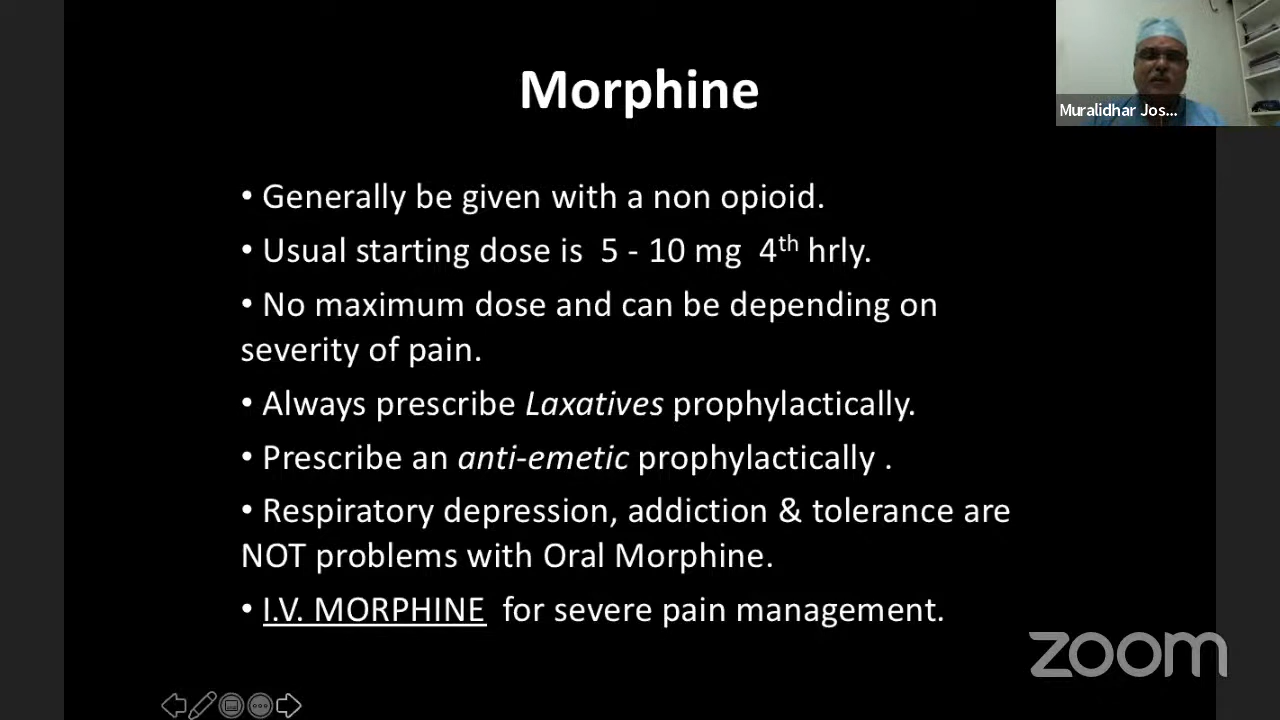 Morphine
Muralidhar Jos...
• Generally be given with a non opioid.
• Usual starting dose is 5 - 10 mg 4th hrly.
• No maximum dose and can be depending on
severity of pain.
• Always prescribe Laxatives prophylactically.
• Prescribe an anti-emetic prophylactically .
• Respiratory depression, addiction & tolerance are
NOT problems with Oral Morphine.
• I.V. MORPHINE for severe pain management.
zoom